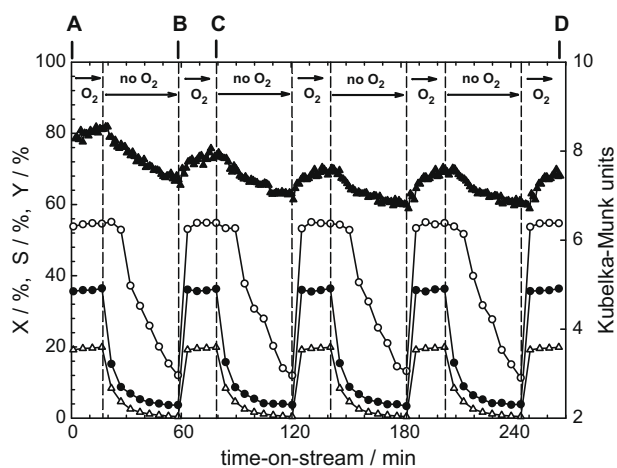 A B C D
100 10
no O₂ no O₂ no O₂ no O₂
O₂ O₂ O₂ O₂ O₂
80 8
60 6
40 4
20
0 2
0 60 120 180 240
X / %, S / %, Y / %
Kubelka-Munk units
time-on-stream / min